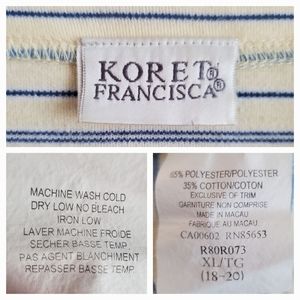 KORET®
FRANCISCA®
MACHINE WASH COLD
DRY LOW NO BLEACH
IRON LOW
LAVER MACHINE FROIDE
SECHER BASSE TEMP.
PAS AGENT BLANCHIMENT
REPASSER BASSE TEMP.
65% POLYESTER/POLYESTER
35% COTTON/COTON
EXCLUSIVE OF TRIM
GARNITURE NON COMPRISE
MADE IN MACAU
FABRIQUE AU MACAU
CA00602 RN85653
R80R073
XL/TG
(18-20)